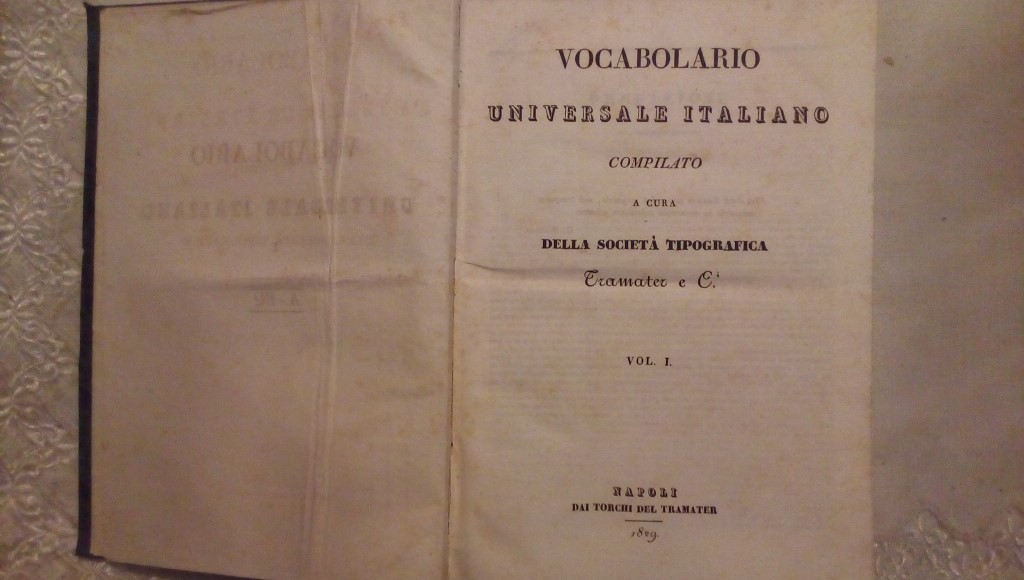 VOCABOLARIO
UNIVERSALE ITALIANO
COMPILATO
A CURA
DELLA SOCIETÀ TIPOGRAFICA
Tramater e C.i
VOL. I.
NAPOLI
DAI TORCHI DEL TRAMATER
1829